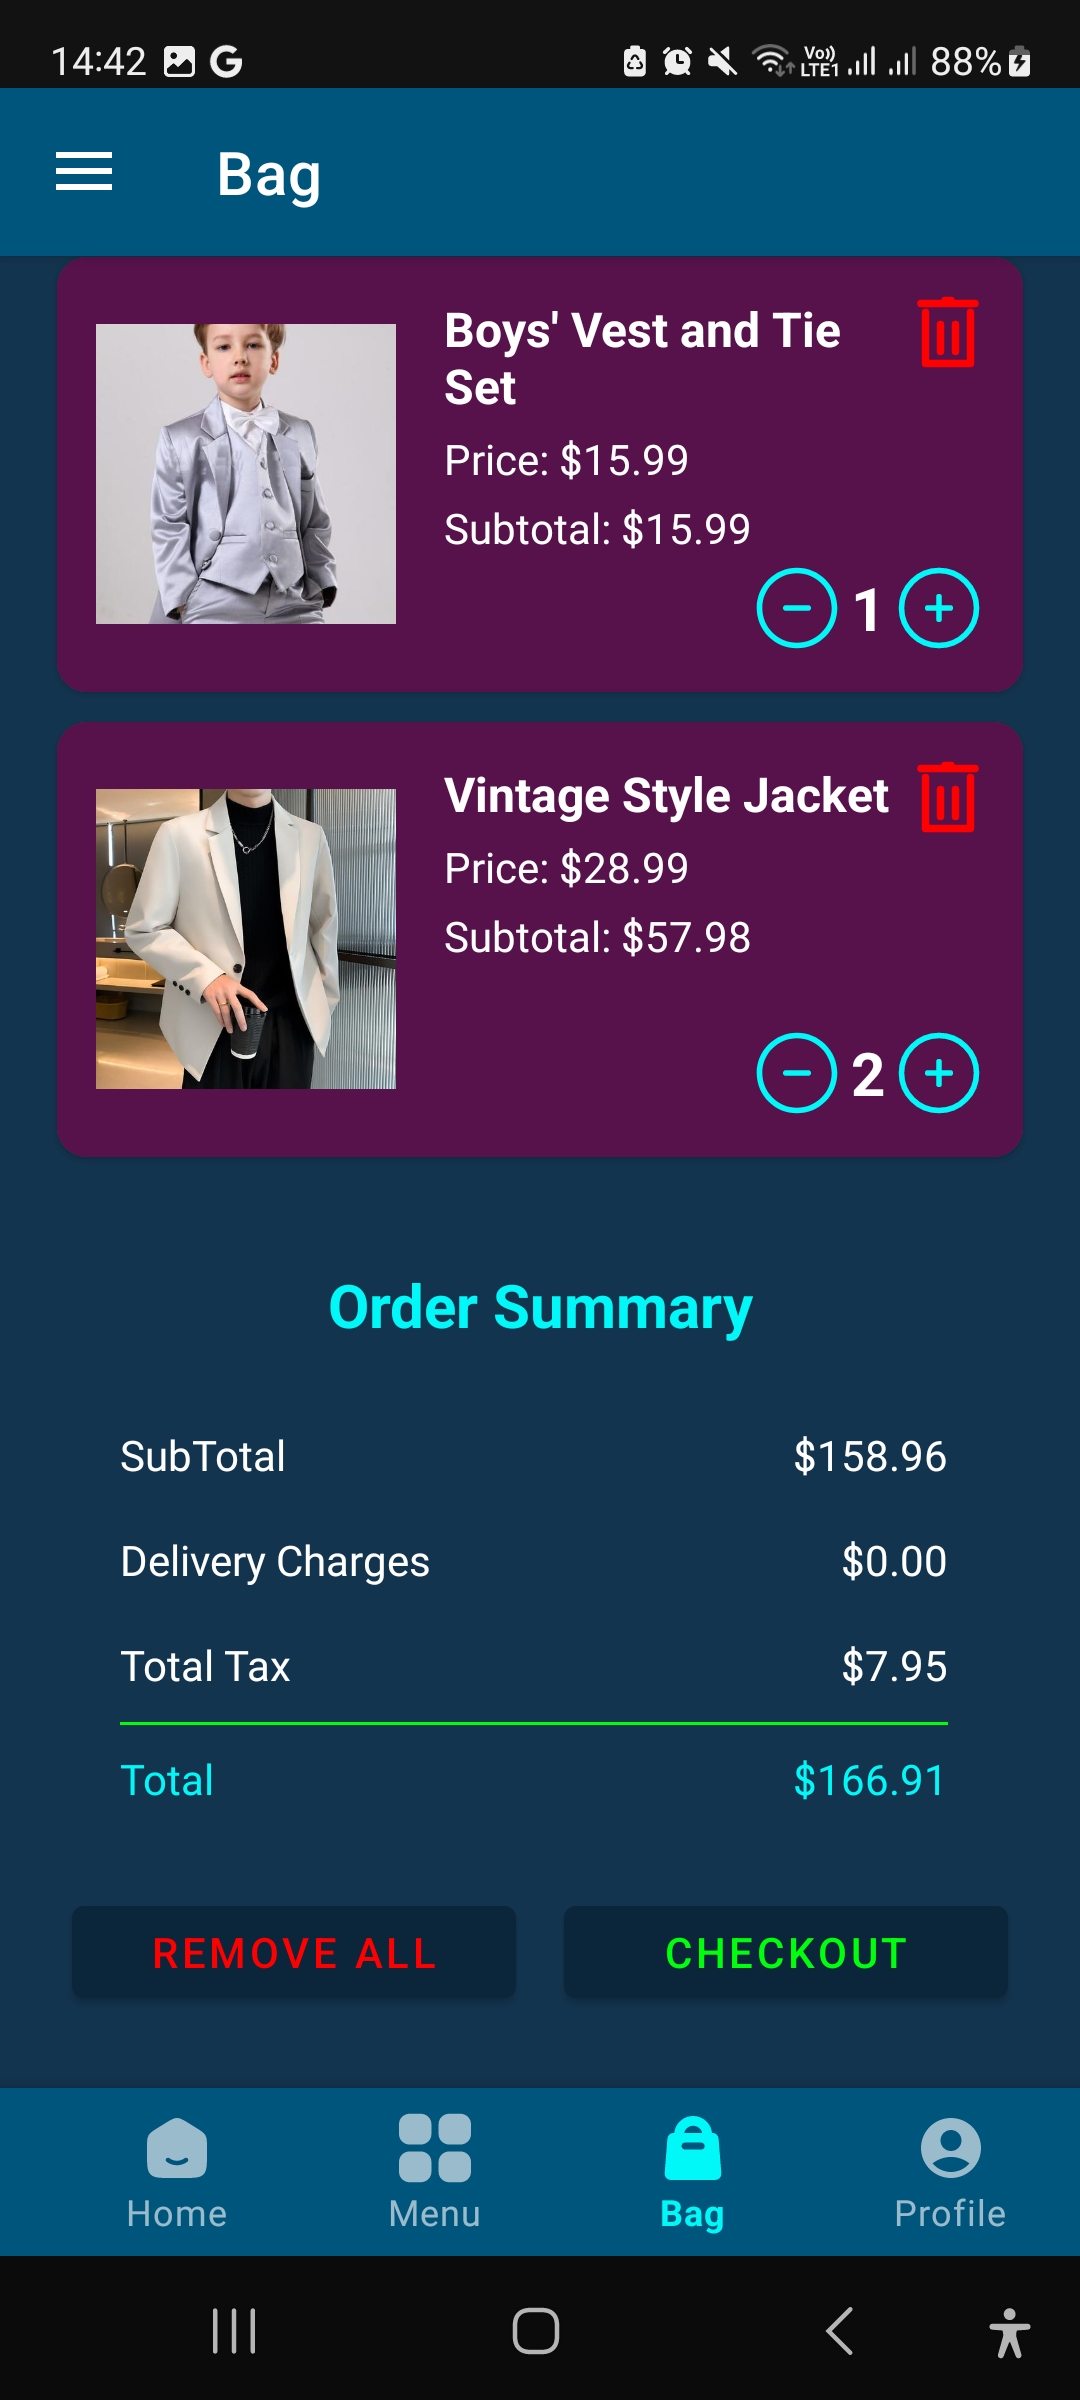 14:42 G Vo)) LTE1 88%
Bag
Boys' Vest and Tie
Set
Price: $15.99
Subtotal: $15.99
1
Vintage Style Jacket
Price: $28.99
Subtotal: $57.98
2
Order Summary
SubTotal $158.96
Delivery Charges $0.00
Total Tax $7.95
Total $166.91
REMOVE ALL CHECKOUT
Home Menu Bag Profile